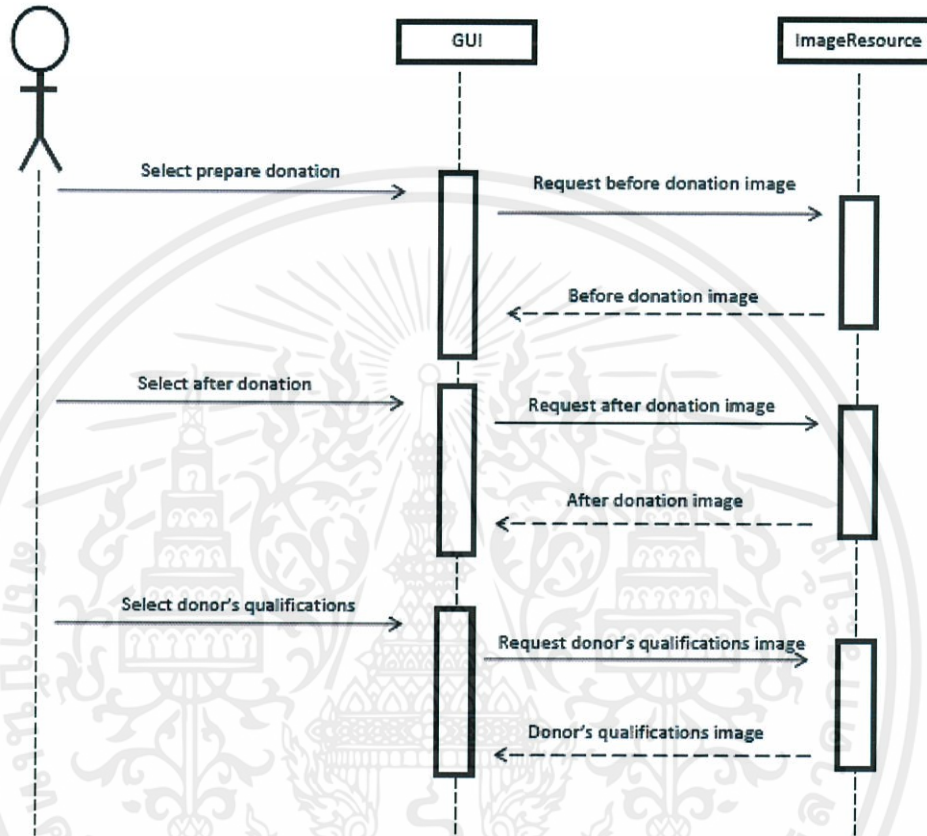 GUI
ImageResource
Select prepare donation
Request before donation image
Before donation image
Select after donation
Request after donation image
After donation image
Select donor's qualifications
Request donor's qualifications image
Donor's qualifications image